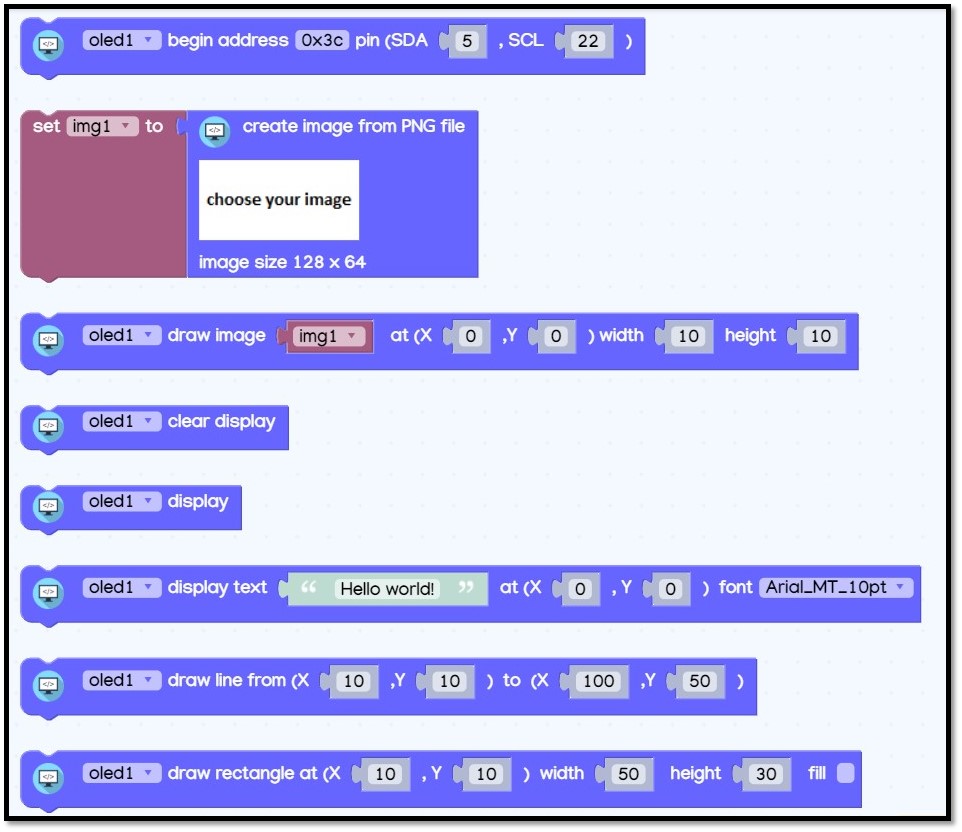 oled1 begin address 0x3c pin (SDA 5 , SCL 22 )
set img1 to create image from PNG file
choose your image
image size 128 x 64
oled1 draw image img1 at (X 0 ,Y 0 ) width 10 height 10
oled1 clear display
oled1 display
oled1 display text “ Hello world! ” at (X 0 , Y 0 ) font Arial_MT_10pt
oled1 draw line from (X 10 ,Y 10 ) to (X 100 ,Y 50 )
oled1 draw rectangle at (X 10 , Y 10 ) width 50 height 30 fill